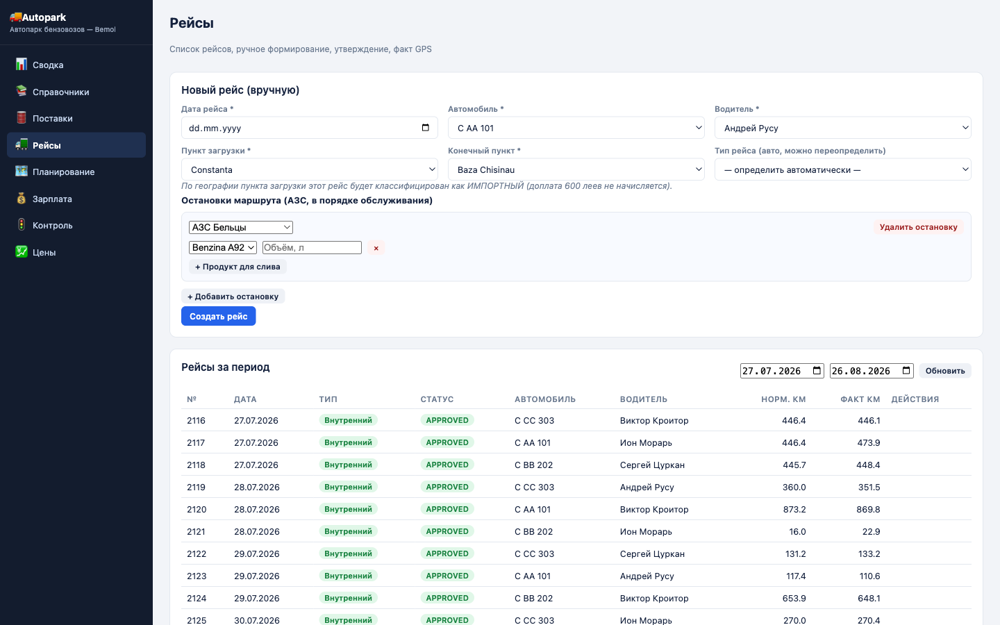 Autopark
Автопарк бензовозов — Bemol
Сводка
Справочники
Поставки
Рейсы
Планирование
Зарплата
Контроль
Цены
Рейсы
Список рейсов, ручное формирование, утверждение, факт GPS
Новый рейс (вручную)
Дата рейса * Автомобиль * Водитель *
dd.mm.yyyy C AA 101 Андрей Русу
Пункт загрузки * Конечный пункт * Тип рейса (авто, можно переопределить)
Constanta Baza Chisinau — определить автоматически —
По географии пункта загрузки этот рейс будет классифицирован как ИМПОРТНЫЙ (доплата 600 леев не начисляется).
Остановки маршрута (АЗС, в порядке обслуживания)
АЗС Бельцы Удалить остановку
Benzina A92 Объём, л ×
+ Продукт для слива
+ Добавить остановку
Создать рейс
Рейсы за период 27.07.2026 26.08.2026 Обновить
№ ДАТА ТИП СТАТУС АВТОМОБИЛЬ ВОДИТЕЛЬ НОРМ. КМ ФАКТ КМ ДЕЙСТВИЯ
2116 27.07.2026 Внутренний APPROVED C CC 303 Виктор Кроитор 446.4 446.1
2117 27.07.2026 Внутренний APPROVED C AA 101 Ион Морарь 446.4 473.9
2118 27.07.2026 Внутренний APPROVED C BB 202 Сергей Цуркан 445.7 448.4
2119 28.07.2026 Внутренний APPROVED C CC 303 Андрей Русу 360.0 351.5
2120 28.07.2026 Внутренний APPROVED C AA 101 Виктор Кроитор 873.2 869.8
2121 28.07.2026 Внутренний APPROVED C BB 202 Ион Морарь 16.0 22.9
2122 29.07.2026 Внутренний APPROVED C CC 303 Сергей Цуркан 131.2 133.2
2123 29.07.2026 Внутренний APPROVED C AA 101 Андрей Русу 117.4 110.6
2124 29.07.2026 Внутренний APPROVED C BB 202 Виктор Кроитор 653.9 648.1
2125 30.07.2026 Внутренний APPROVED C CC 303 Ион Морарь 270.0 270.4